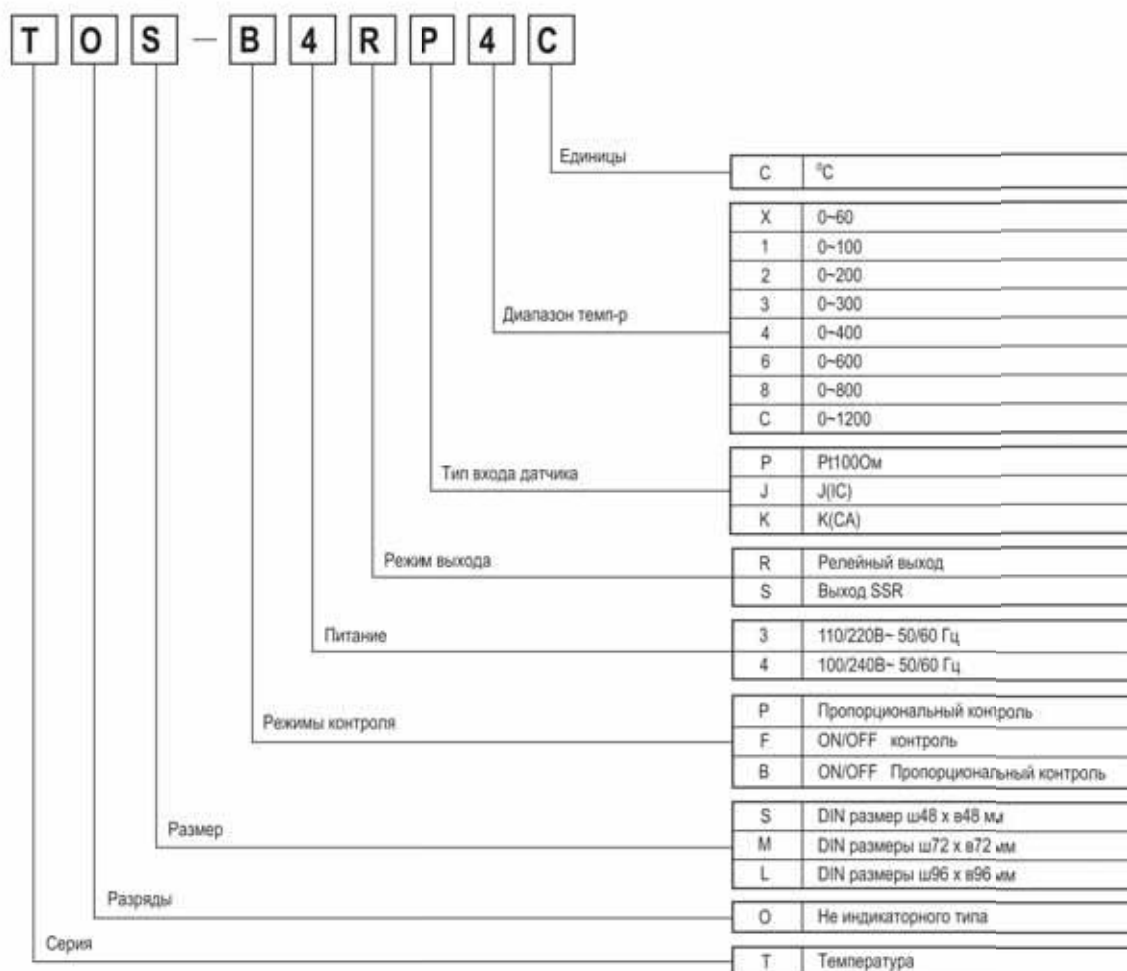 T O S — B 4 R P 4 C
Единицы
C °C
X 0~60
1 0~100
2 0~200
3 0~300
Диапазон темп-р
4 0~400
6 0~600
8 0~800
C 0~1200
P Pt100Ом
Тип входа датчика
J J(IC)
K K(CA)
Режим выхода
R Релейный выход
S Выход SSR
Питание
3 110/220В~ 50/60 Гц
4 100/240В~ 50/60 Гц
P Пропорциональный контроль
Режимы контроля
F ON/OFF контроль
B ON/OFF Пропорциональный контроль
S DIN размер ш48 x в48 мм
Размер
M DIN размеры ш72 x в72 мм
L DIN размеры ш96 x в96 мм
Разряды
O Не индикаторного типа
Серия
T Температура